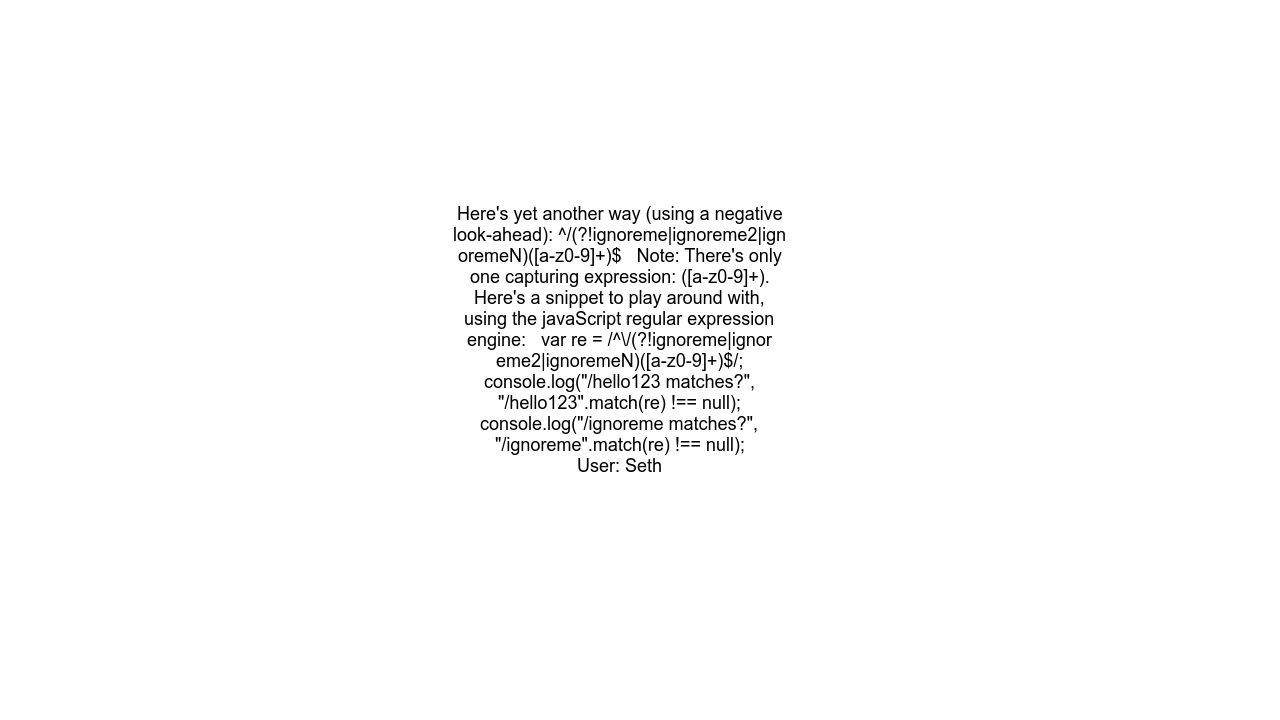 Here's yet another way (using a negative
look-ahead): ^/(?!ignoreme|ignoreme2|ign
oremeN)([a-z0-9]+)$   Note: There's only
one capturing expression: ([a-z0-9]+).
Here's a snippet to play around with,
using the javaScript regular expression
engine:   var re = /^\/(?!ignoreme|ignor
eme2|ignoremeN)([a-z0-9]+)$/;
console.log("/hello123 matches?",
"/hello123".match(re) !== null);
console.log("/ignoreme matches?",
"/ignoreme".match(re) !== null);
User: Seth